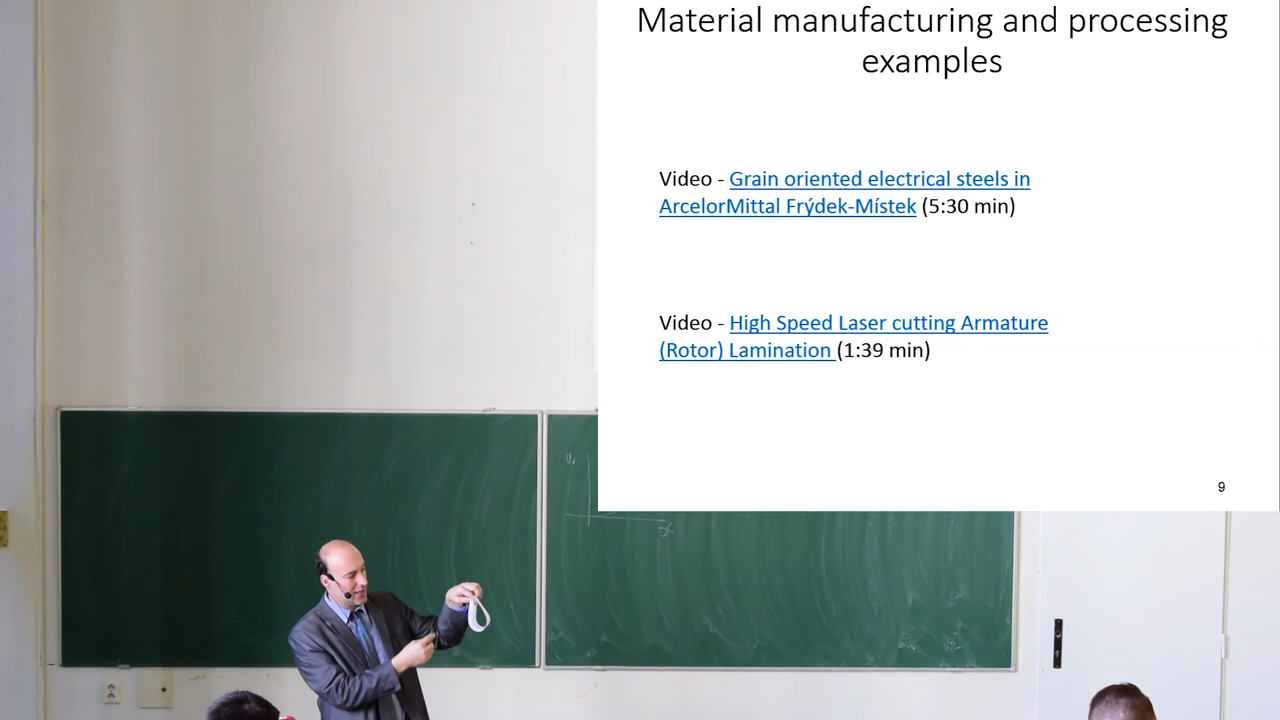 Material manufacturing and processing
examples
Video - Grain oriented electrical steels in
ArcelorMittal Frýdek-Místek (5:30 min)
Video - High Speed Laser cutting Armature
(Rotor) Lamination (1:39 min)
9
x